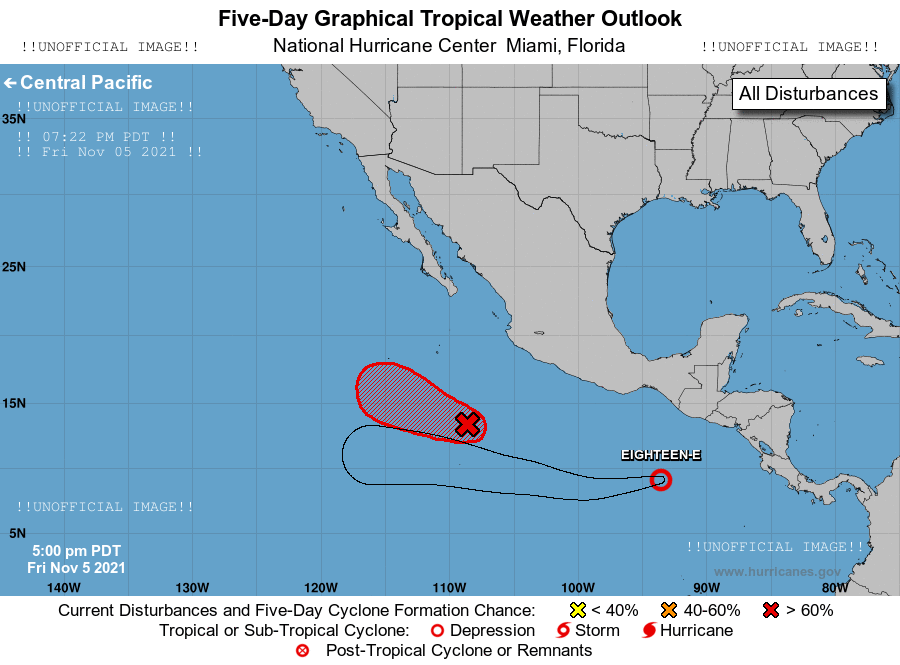 Five-Day Graphical Tropical Weather Outlook
!!UNOFFICIAL IMAGE!! National Hurricane Center  Miami, Florida !!UNOFFICIAL IMAGE!!
← Central Pacific
All Disturbances
!!UNOFFICIAL IMAGE!!
35N
!! 07:22 PM PDT !!
!! Fri Nov 05 2021 !!
25N
15N
EIGHTEEN-E
!!UNOFFICIAL IMAGE!!
5N
5:00 pm PDT
Fri Nov 5 2021
!!UNOFFICIAL IMAGE!!
www.hurricanes.gov
140W 130W 120W 110W 100W 90W 80W
Current Disturbances and Five-Day Cyclone Formation Chance: < 40% 40-60% > 60%
Tropical or Sub-Tropical Cyclone: Depression Storm Hurricane
Post-Tropical Cyclone or Remnants